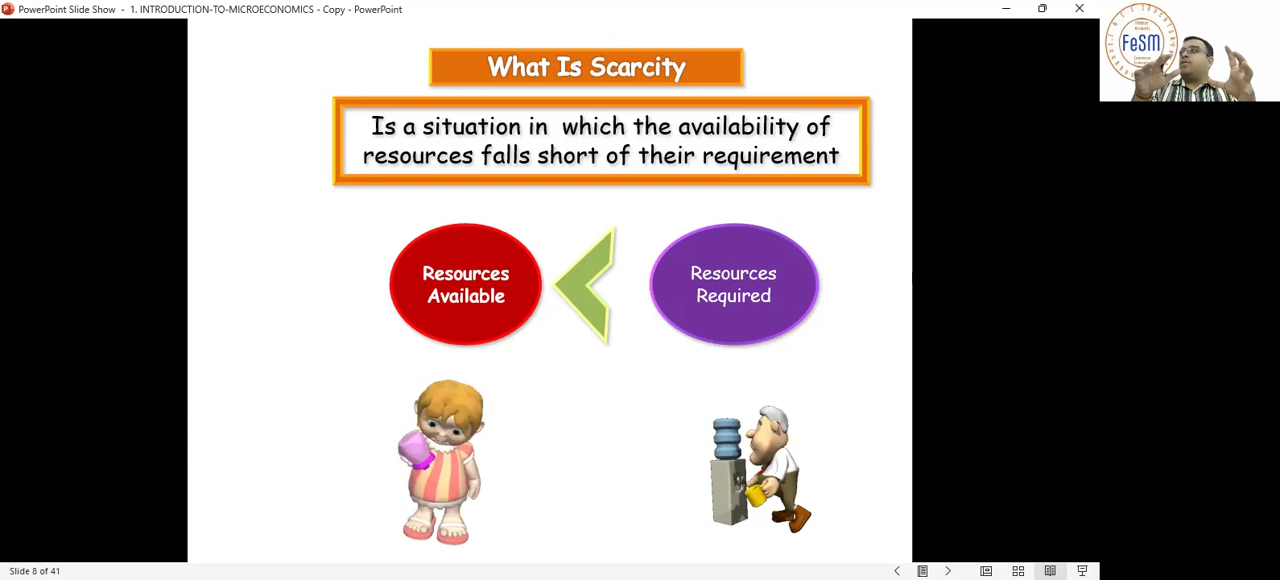 PowerPoint Slide Show - 1. INTRODUCTION-TO-MICROECONOMICS - Copy - PowerPoint
FeSM
What Is Scarcity
Is a situation in which the availability of
resources falls short of their requirement
Resources
Available
Resources
Required
Slide 8 of 41